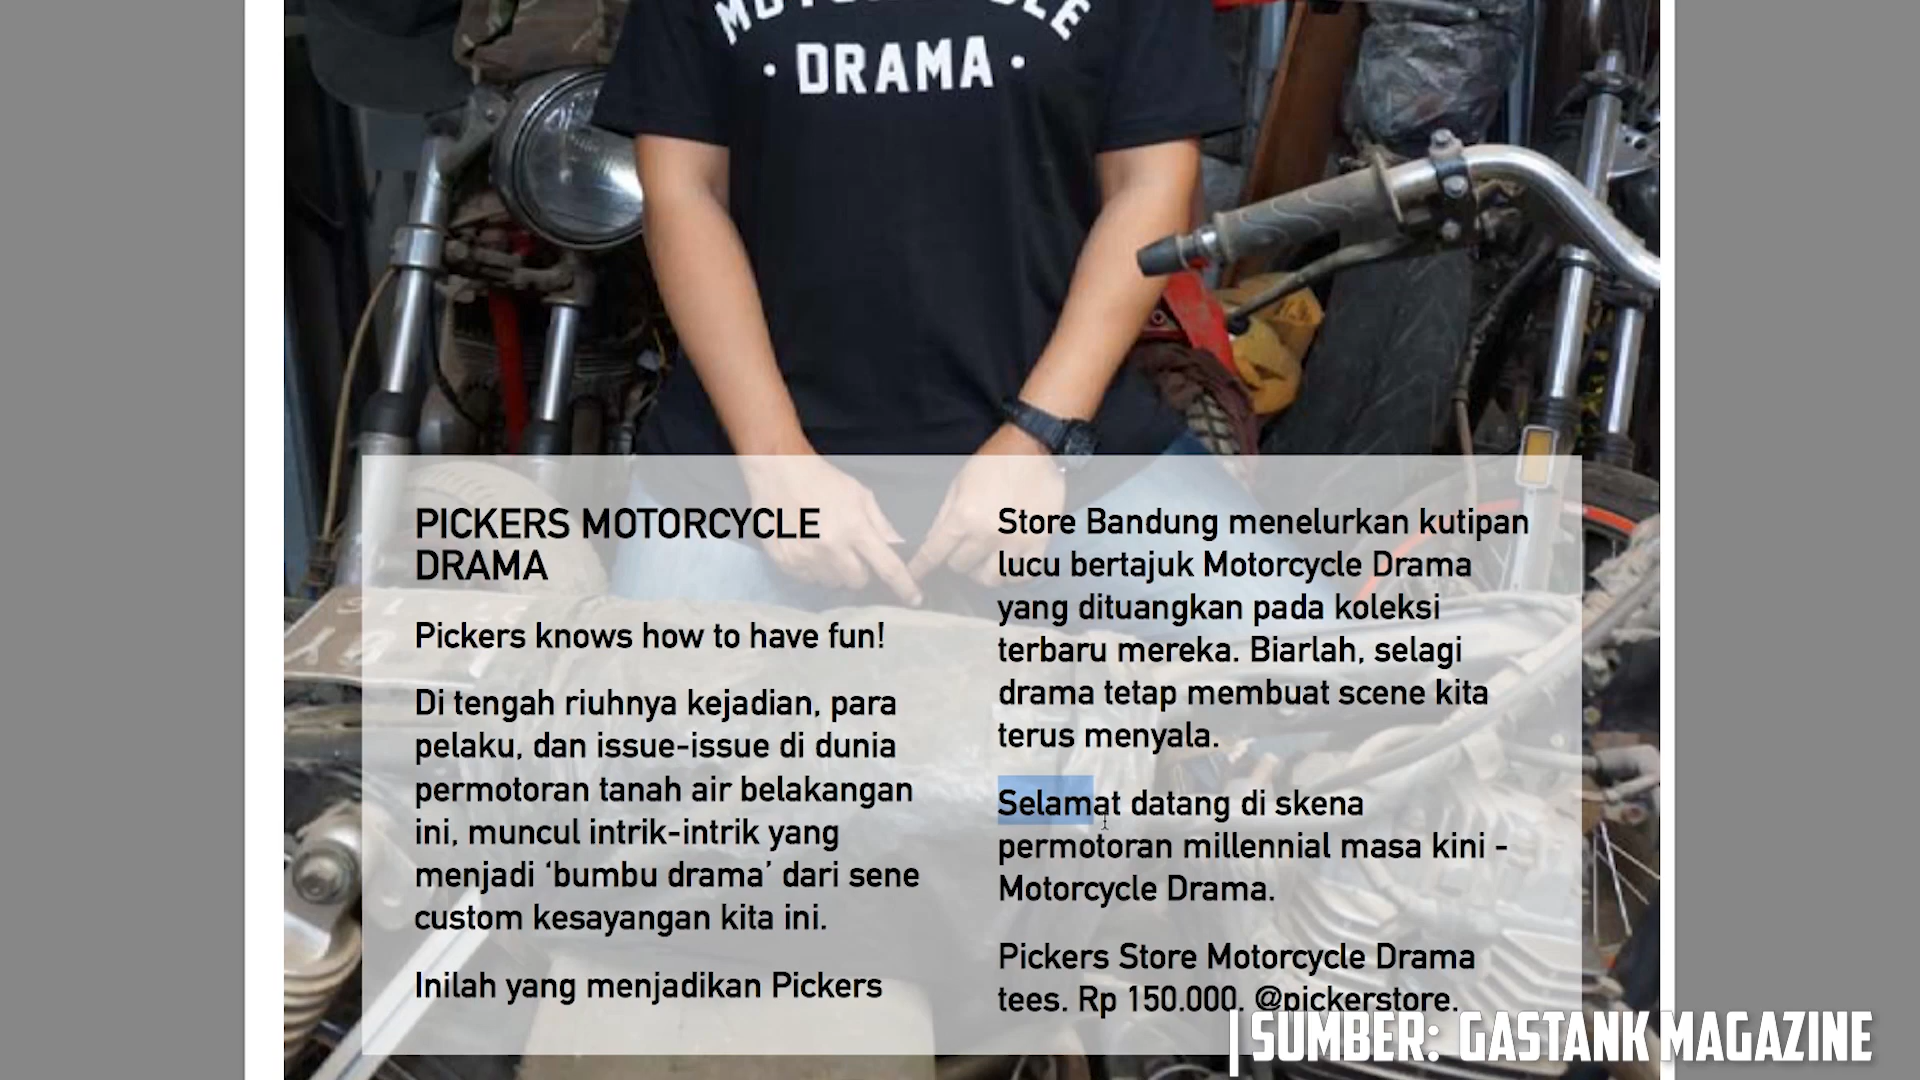 · DRAMA ·
PICKERS MOTORCYCLE
DRAMA
Pickers knows how to have fun!
Di tengah riuhnya kejadian, para
pelaku, dan issue-issue di dunia
permotoran tanah air belakangan
ini, muncul intrik-intrik yang
menjadi ‘bumbu drama’ dari sene
custom kesayangan kita ini.
Inilah yang menjadikan Pickers
Store Bandung menelurkan kutipan
lucu bertajuk Motorcycle Drama
yang dituangkan pada koleksi
terbaru mereka. Biarlah, selagi
drama tetap membuat scene kita
terus menyala.
Selamat datang di skena
permotoran millennial masa kini -
Motorcycle Drama.
Pickers Store Motorcycle Drama
tees. Rp 150.000. @pickerstore.
| SUMBER: GASTANK MAGAZINE